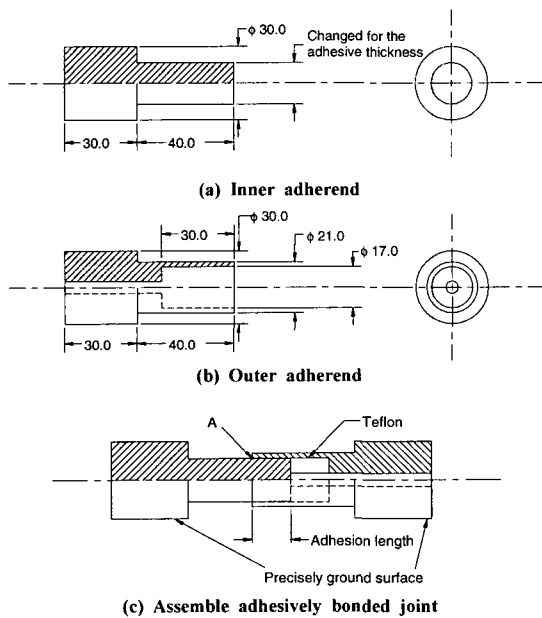 ϕ 30.0
Changed for the
adhesive thickness
30.0
40.0
(a) Inner adherend
30.0
ϕ 30.0
ϕ 21.0
ϕ 17.0
30.0
40.0
(b) Outer adherend
A
Teflon
Adhesion length
Precisely ground surface
(c) Assemble adhesively bonded joint